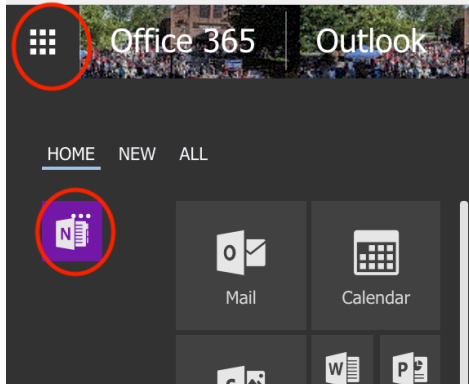 Office 365 Outlook
HOME NEW ALL
N
O
Mail Calendar
W P